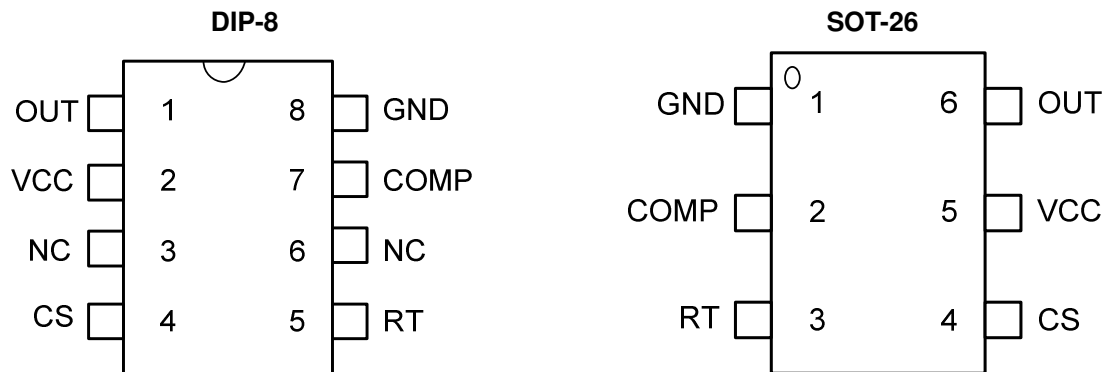 DIP-8
OUT 1 8 GND
VCC 2 7 COMP
NC 3 6 NC
CS 4 5 RT
SOT-26
GND 1 6 OUT
COMP 2 5 VCC
RT 3 4 CS